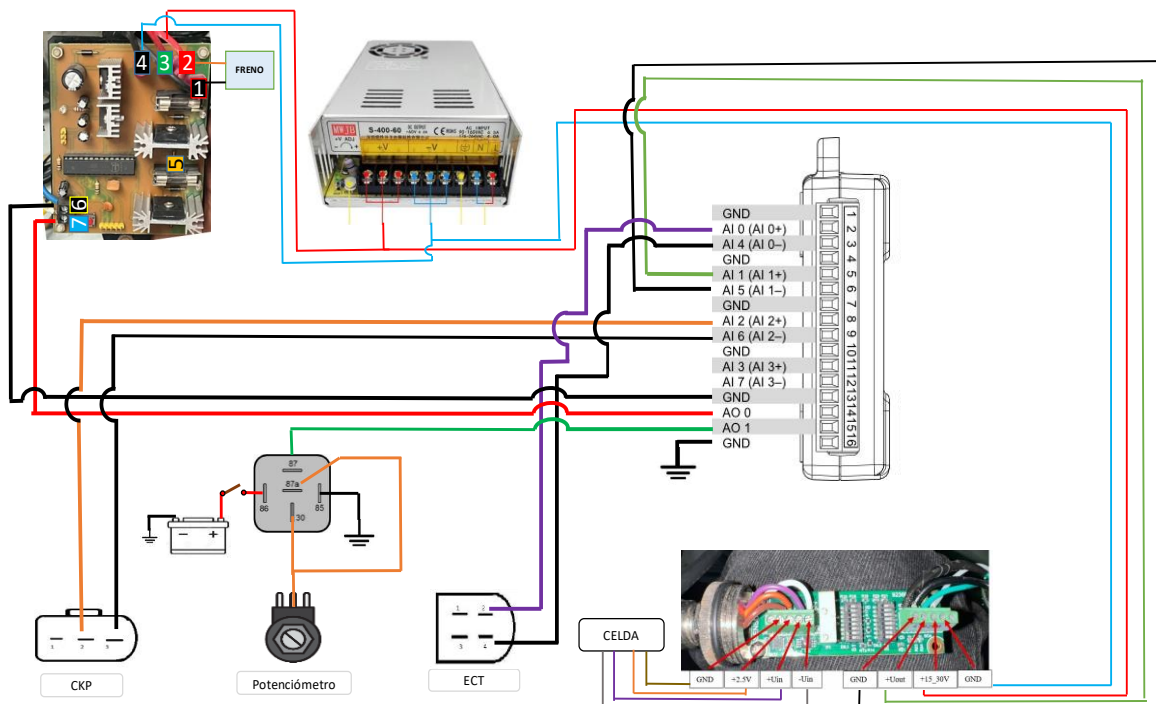 4
3
2
1
FRENO
5
6
7
MW JB
S-400-60
+V ADJ
+V
-V
N
L
GND
1
AI 0 (AI 0+)
2
AI 4 (AI 0–)
3
GND
4
AI 1 (AI 1+)
5
AI 5 (AI 1–)
6
GND
7
AI 2 (AI 2+)
8
AI 6 (AI 2–)
9
GND
10
AI 3 (AI 3+)
11
AI 7 (AI 3–)
12
GND
13
AO 0
14
AO 1
15
GND
16
87
87a
86
85
30
– +
1 2 3
CKP
Potenciómetro
1 2
3 4
ECT
CELDA
GND +2.5V +Uin -Uin GND +Uout +15_30V GND